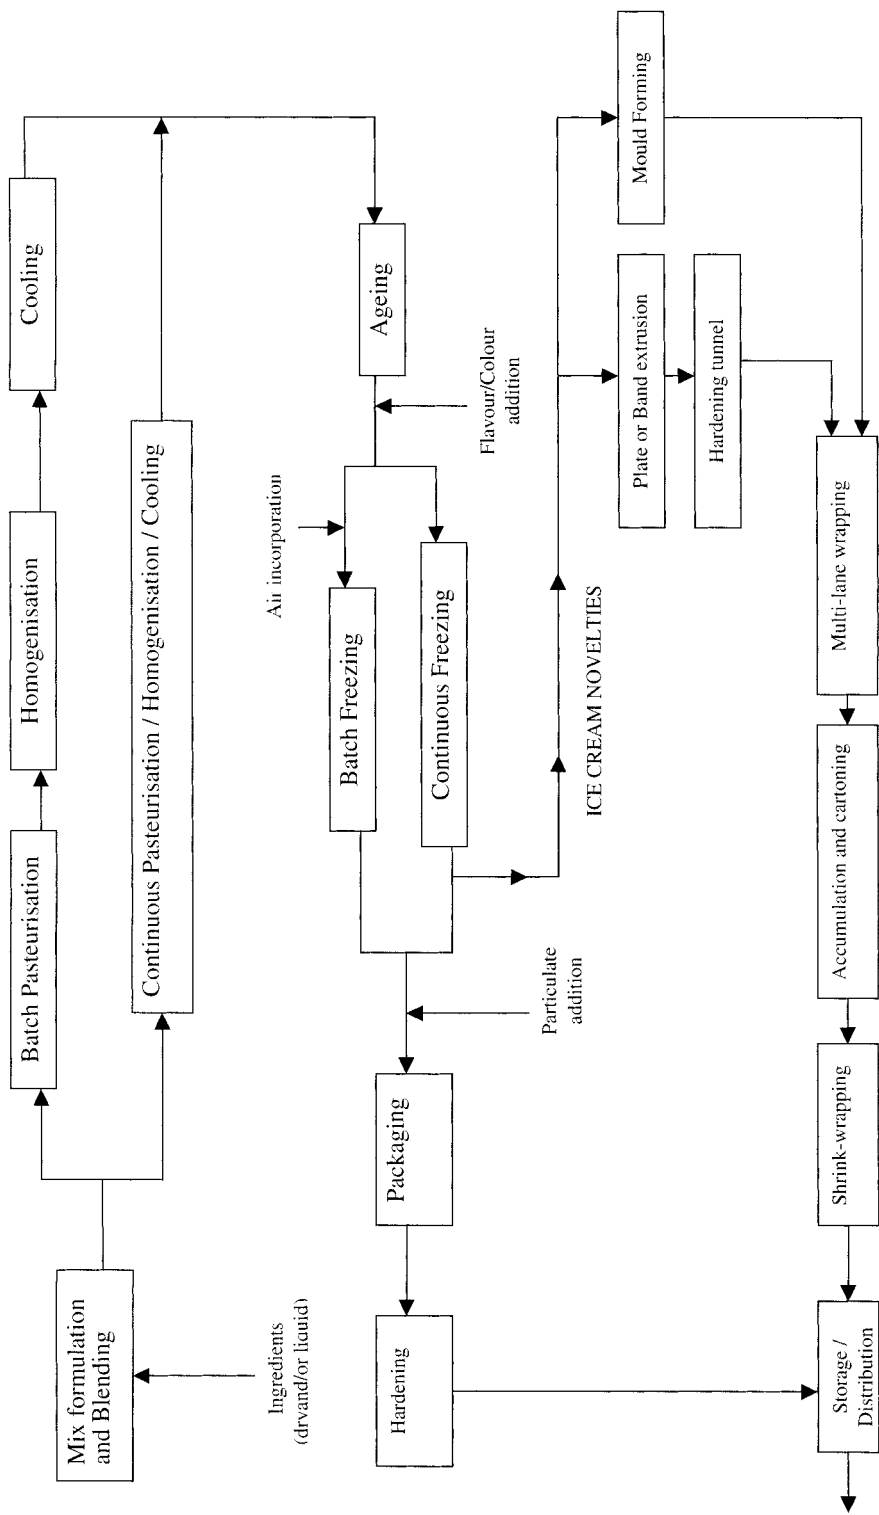 Mix formulation
and Blending
Ingredients
(drvand/or liauid)
Batch Pasteurisation
Homogenisation
Cooling
Continuous Pasteurisation / Homogenisation / Cooling
Ageing
Flavour/Colour
addition
Air incorporation
Batch Freezing
Continuous Freezing
Particulate
addition
Packaging
Hardening
ICE CREAM NOVELTIES
Mould Forming
Plate or Band extrusion
Hardening tunnel
Multi-lane wrapping
Accumulation and cartoning
Shrink-wrapping
Storage /
Distribution